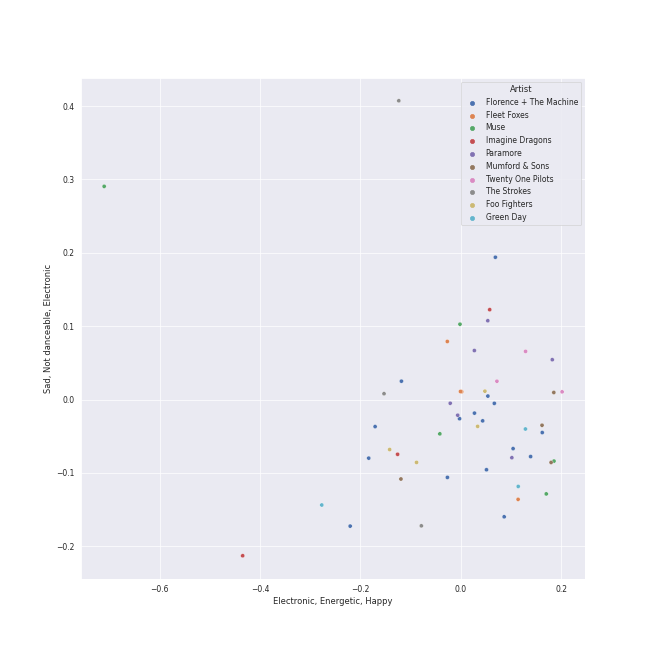 Artist
Florence + The Machine
Fleet Foxes
Muse
Imagine Dragons
Paramore
Mumford & Sons
Twenty One Pilots
The Strokes
Foo Fighters
Green Day
0.4
0.3
0.2
0.1
0.0
−0.1
−0.2
Sad, Not danceable, Electronic
−0.6
−0.4
−0.2
0.0
0.2
Electronic, Energetic, Happy